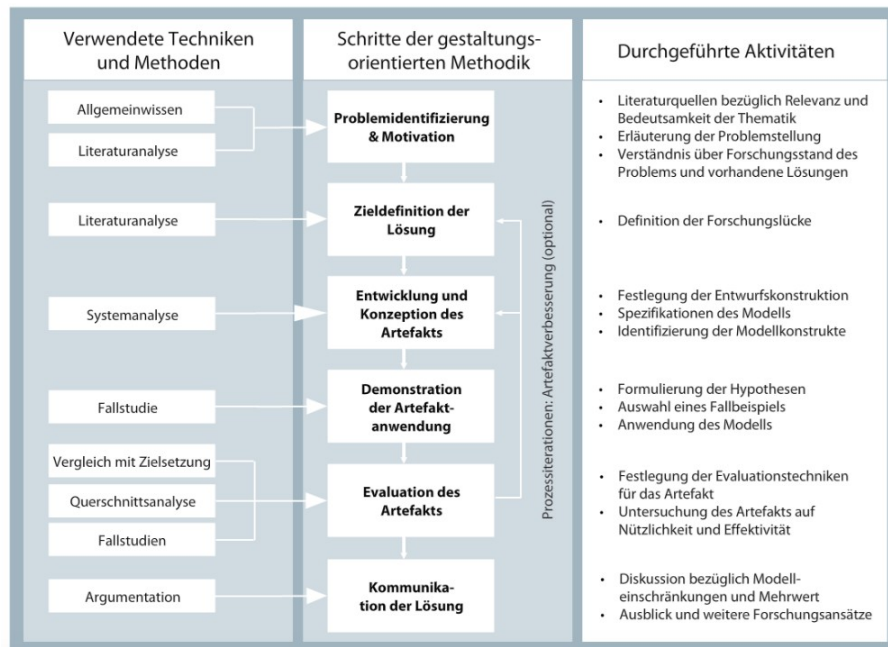 Verwendete Techniken
und Methoden
Allgemeinwissen
Literaturanalyse
Literaturanalyse
Systemanalyse
Fallstudie
Vergleich mit Zielsetzung
Querschnittsanalyse
Fallstudien
Argumentation
Schritte der gestaltungs-
orientierten Methodik
Problemidentifizierung
& Motivation
Zieldefinition der
Lösung
Entwicklung und
Konzeption des
Artefakts
Demonstration
der Artefakt-
anwendung
Evaluation des
Artefakts
Kommunika-
tion der Lösung
Prozessiterationen: Artefaktverbesserung (optional)
Durchgeführte Aktivitäten
• Literaturquellen bezüglich Relevanz und
Bedeutsamkeit der Thematik
• Erläuterung der Problemstellung
• Verständnis über Forschungsstand des
Problems und vorhandene Lösungen
• Definition der Forschungslücke
• Festlegung der Entwurfskonstruktion
• Spezifikationen des Modells
• Identifizierung der Modellkonstrukte
• Formulierung der Hypothesen
• Auswahl eines Fallbeispiels
• Anwendung des Modells
• Festlegung der Evaluationstechniken
für das Artefakt
• Untersuchung des Artefakts auf
Nützlichkeit und Effektivität
• Diskussion bezüglich Modell-
einschränkungen und Mehrwert
• Ausblick und weitere Forschungsansätze